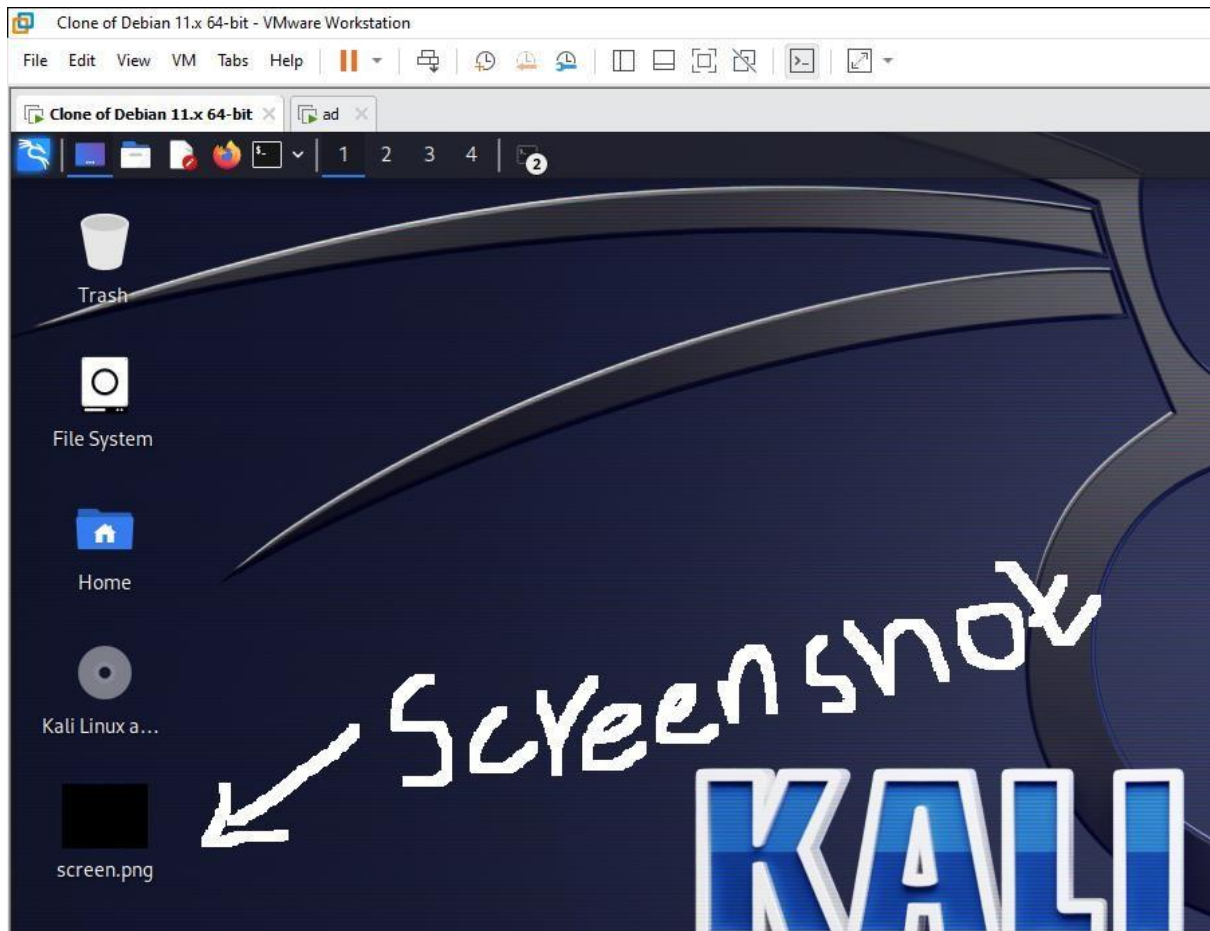 Clone of Debian 11.x 64-bit - VMware Workstation
File Edit View VM Tabs Help
Clone of Debian 11.x 64-bit ad
1 2 3 4 2
Trash
File System
Home
Kali Linux a...
Screenshot
screen.png
KALI